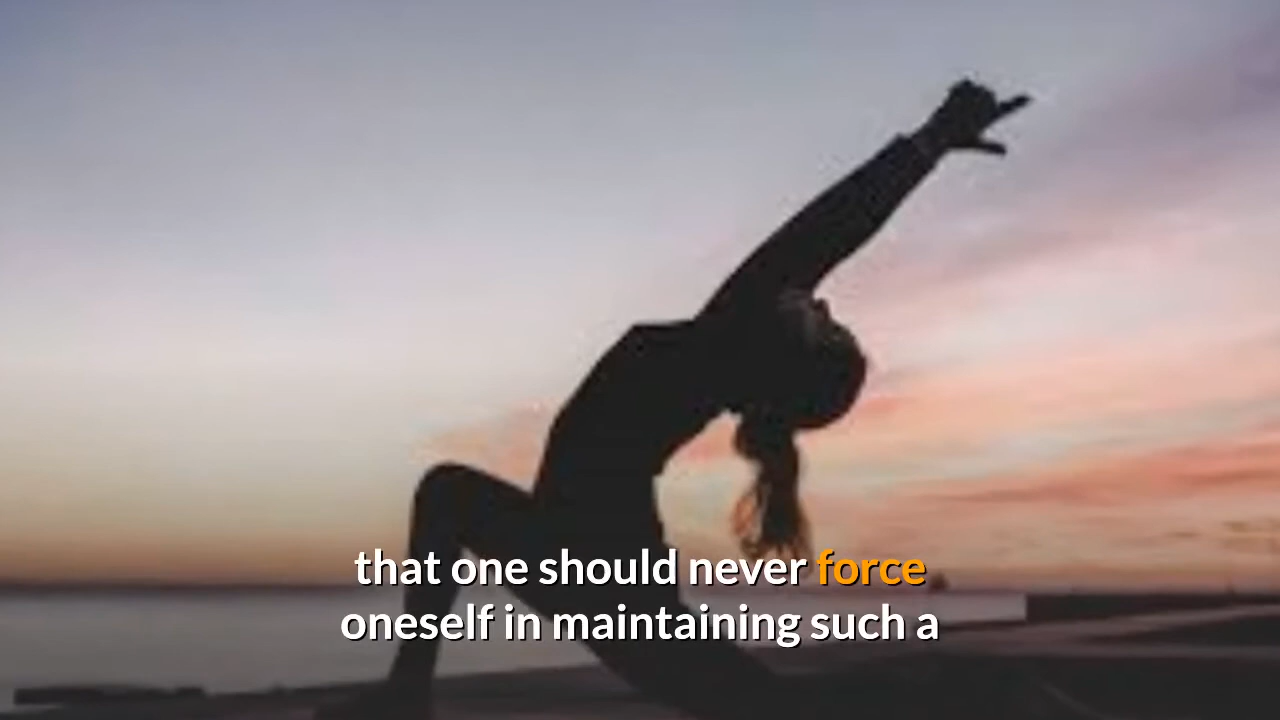 that one should never force
oneself in maintaining such a